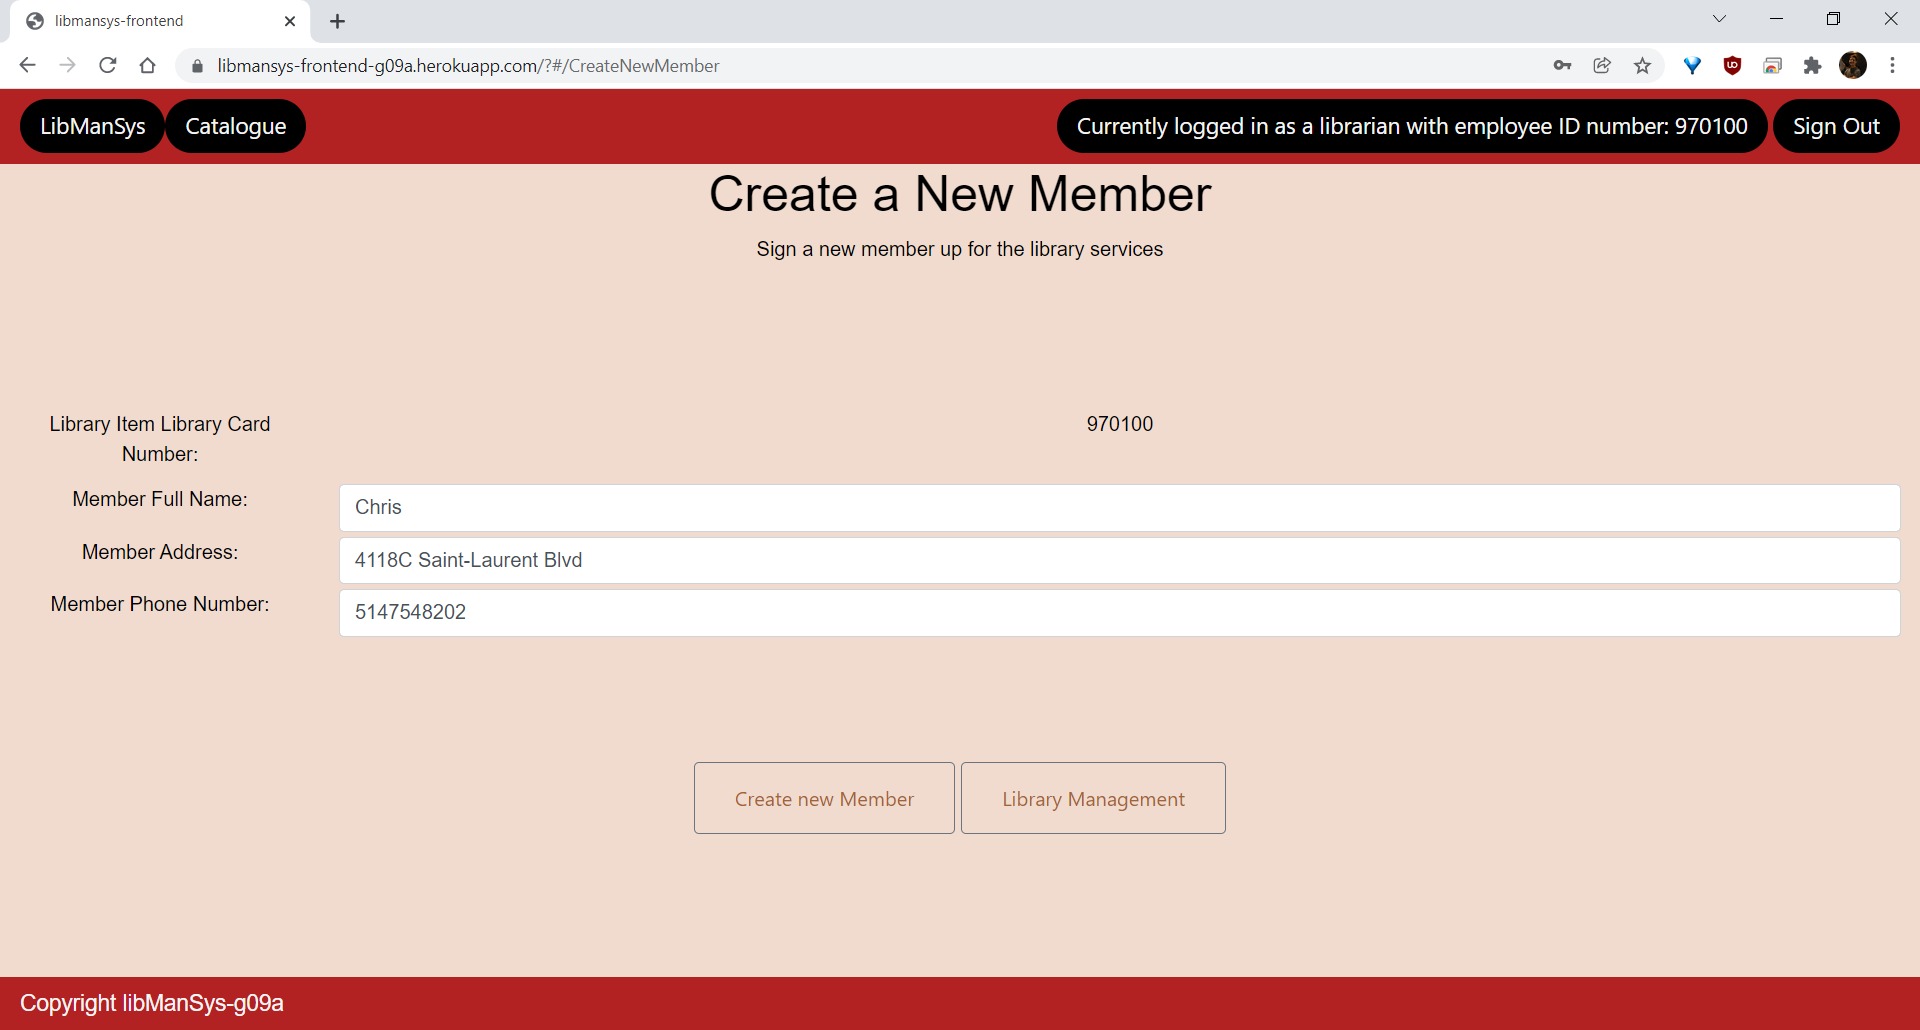 libmansys-frontend
libmansys-frontend-g09a.herokuapp.com/?#/CreateNewMember
LibManSys Catalogue Currently logged in as a librarian with employee ID number: 970100 Sign Out
Create a New Member
Sign a new member up for the library services
Library Item Library Card 970100
Number:
Member Full Name: Chris
Member Address: 4118C Saint-Laurent Blvd
Member Phone Number: 5147548202
Create new Member Library Management
Copyright libManSys-g09a